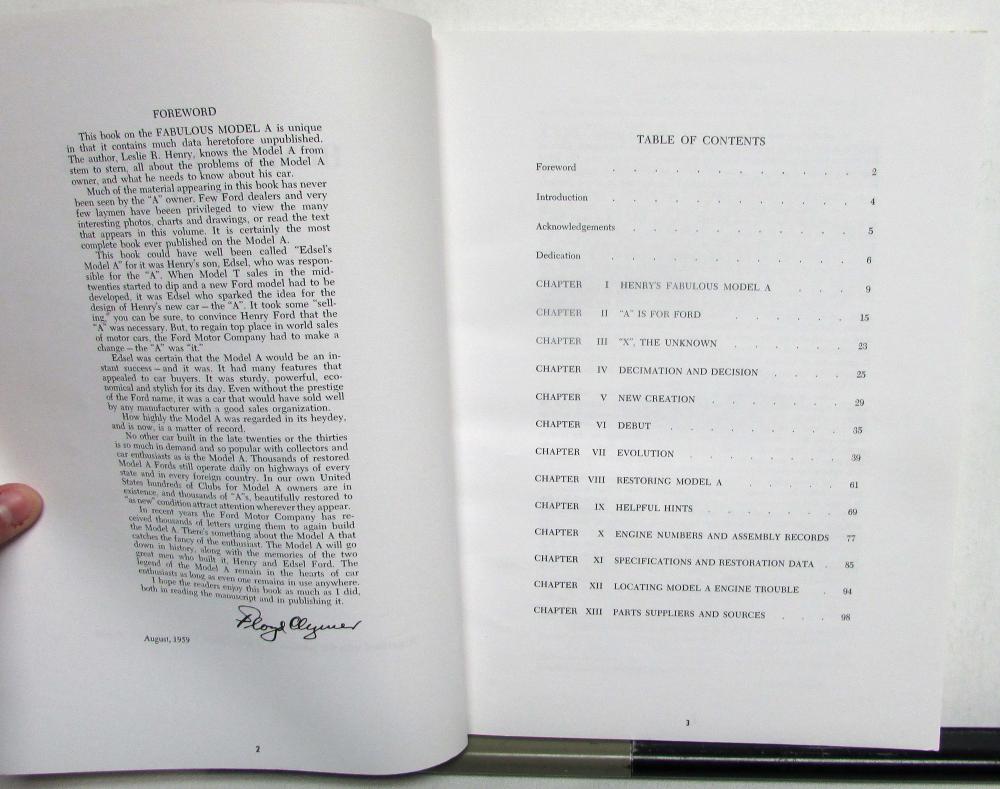 FOREWORD
This book on the FABULOUS MODEL A is unique
in that it contains much data heretofore unpublished.
The author, Leslie R. Henry, knows the Model A from
stem to stern, all about the problems of the Model A
owner, and what he needs to know about his car.
Much of the material appearing in this book has never
been seen by the "A" owner. Few Ford dealers and very
few laymen have beeen privileged to view the many
interesting photos, charts and drawings, or read the text
that appears in this volume. It is certainly the most
complete book ever published on the Model A.
This book could have well been called "Edsel's
Model A" for it was Henry's son, Edsel, who was respon-
sible for the "A". When Model T sales in the mid-
twenties started to dip and a new Ford model had to be
developed, it was Edsel who sparked the idea for the
design of Henry's new car – the "A". It took some "sell-
ing," you can be sure, to convince Henry Ford that the
"A" was necessary. But, to regain top place in world sales
of motor cars, the Ford Motor Company had to make a
change – the "A" was "it."
Edsel was certain that the Model A would be an in-
stant success – and it was. It had many features that
appealed to car buyers. It was sturdy, powerful, eco-
nomical and stylish for its day. Even without the prestige
of the Ford name, it was a car that would have sold well
by any manufacturer with a good sales organization.
How highly the Model A was regarded in its heydey,
and is now, is a matter of record.
No other car built in the late twenties or the thirties
is so much in demand and so popular with collectors and
car enthusiasts as is the Model A. Thousands of restored
Model A Fords still operate daily on highways of every
state and in every foreign country. In our own United
States hundreds of Clubs for Model A owners are in
existence, and thousands of "A"s, beautifully restored to
"as new" condition attract attention wherever they appear.
In recent years the Ford Motor Company has re-
ceived thousands of letters urging them to again build
the Model A. There's something about the Model A that
catches the fancy of the enthusiast. The Model A will go
down in history, along with the memories of the two
great men who built it, Henry and Edsel Ford. The
legend of the Model A remain in the hearts of car
enthusiasts as long as even one remains in use anywhere.
I hope the readers enjoy this book as much as I did,
both in reading the manuscript and in publishing it.
Floyd Clymer
August, 1959
2
TABLE OF CONTENTS
Foreword . . . . . . . . . . 2
Introduction . . . . . . . . . . 4
Acknowledgements . . . . . . . . . 5
Dedication . . . . . . . . . . 6
CHAPTER I HENRY'S FABULOUS MODEL A . . . 9
CHAPTER II "A" IS FOR FORD . . . . . . 15
CHAPTER III "X", THE UNKNOWN . . . . . 23
CHAPTER IV DECIMATION AND DECISION . . . . 25
CHAPTER V NEW CREATION . . . . . . 29
CHAPTER VI DEBUT . . . . . . . . 35
CHAPTER VII EVOLUTION . . . . . . . 39
CHAPTER VIII RESTORING MODEL A . . . . . 61
CHAPTER IX HELPFUL HINTS . . . . . . 69
CHAPTER X ENGINE NUMBERS AND ASSEMBLY RECORDS 77
CHAPTER XI SPECIFICATIONS AND RESTORATION DATA . 85
CHAPTER XII LOCATING MODEL A ENGINE TROUBLE . 94
CHAPTER XIII PARTS SUPPLIERS AND SOURCES . . . 98
3